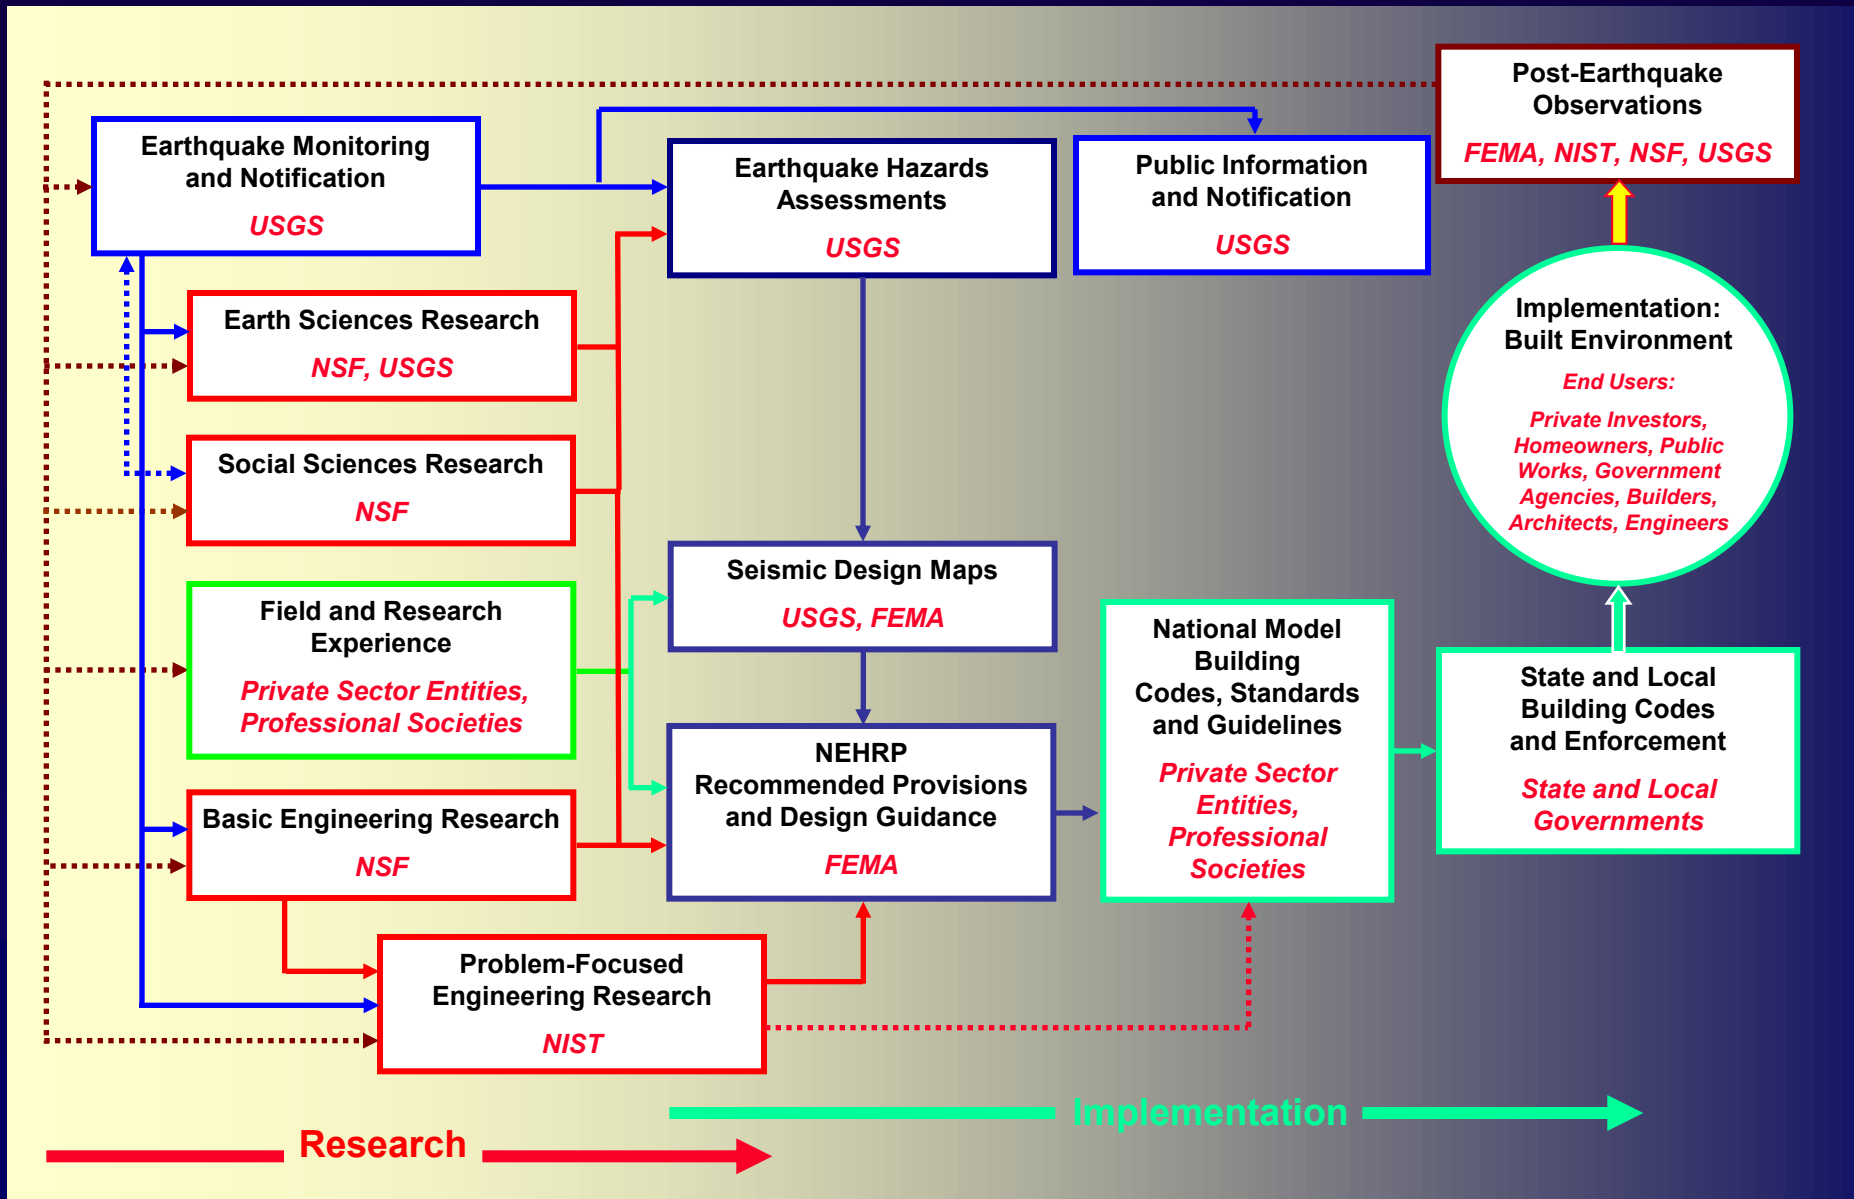 Post-Earthquake
Observations
FEMA, NIST, NSF, USGS
Earthquake Monitoring
and Notification
USGS
Earthquake Hazards
Assessments
USGS
Public Information
and Notification
USGS
Earth Sciences Research
NSF, USGS
Implementation:
Built Environment
End Users:
Private Investors,
Homeowners, Public
Works, Government
Agencies, Builders,
Architects, Engineers
Social Sciences Research
NSF
Field and Research
Experience
Private Sector Entities,
Professional Societies
Seismic Design Maps
USGS, FEMA
National Model
Building
Codes, Standards
and Guidelines
Private Sector
Entities,
Professional
Societies
State and Local
Building Codes
and Enforcement
State and Local
Governments
NEHRP
Recommended Provisions
and Design Guidance
FEMA
Basic Engineering Research
NSF
Problem-Focused
Engineering Research
NIST
Implementation
Research